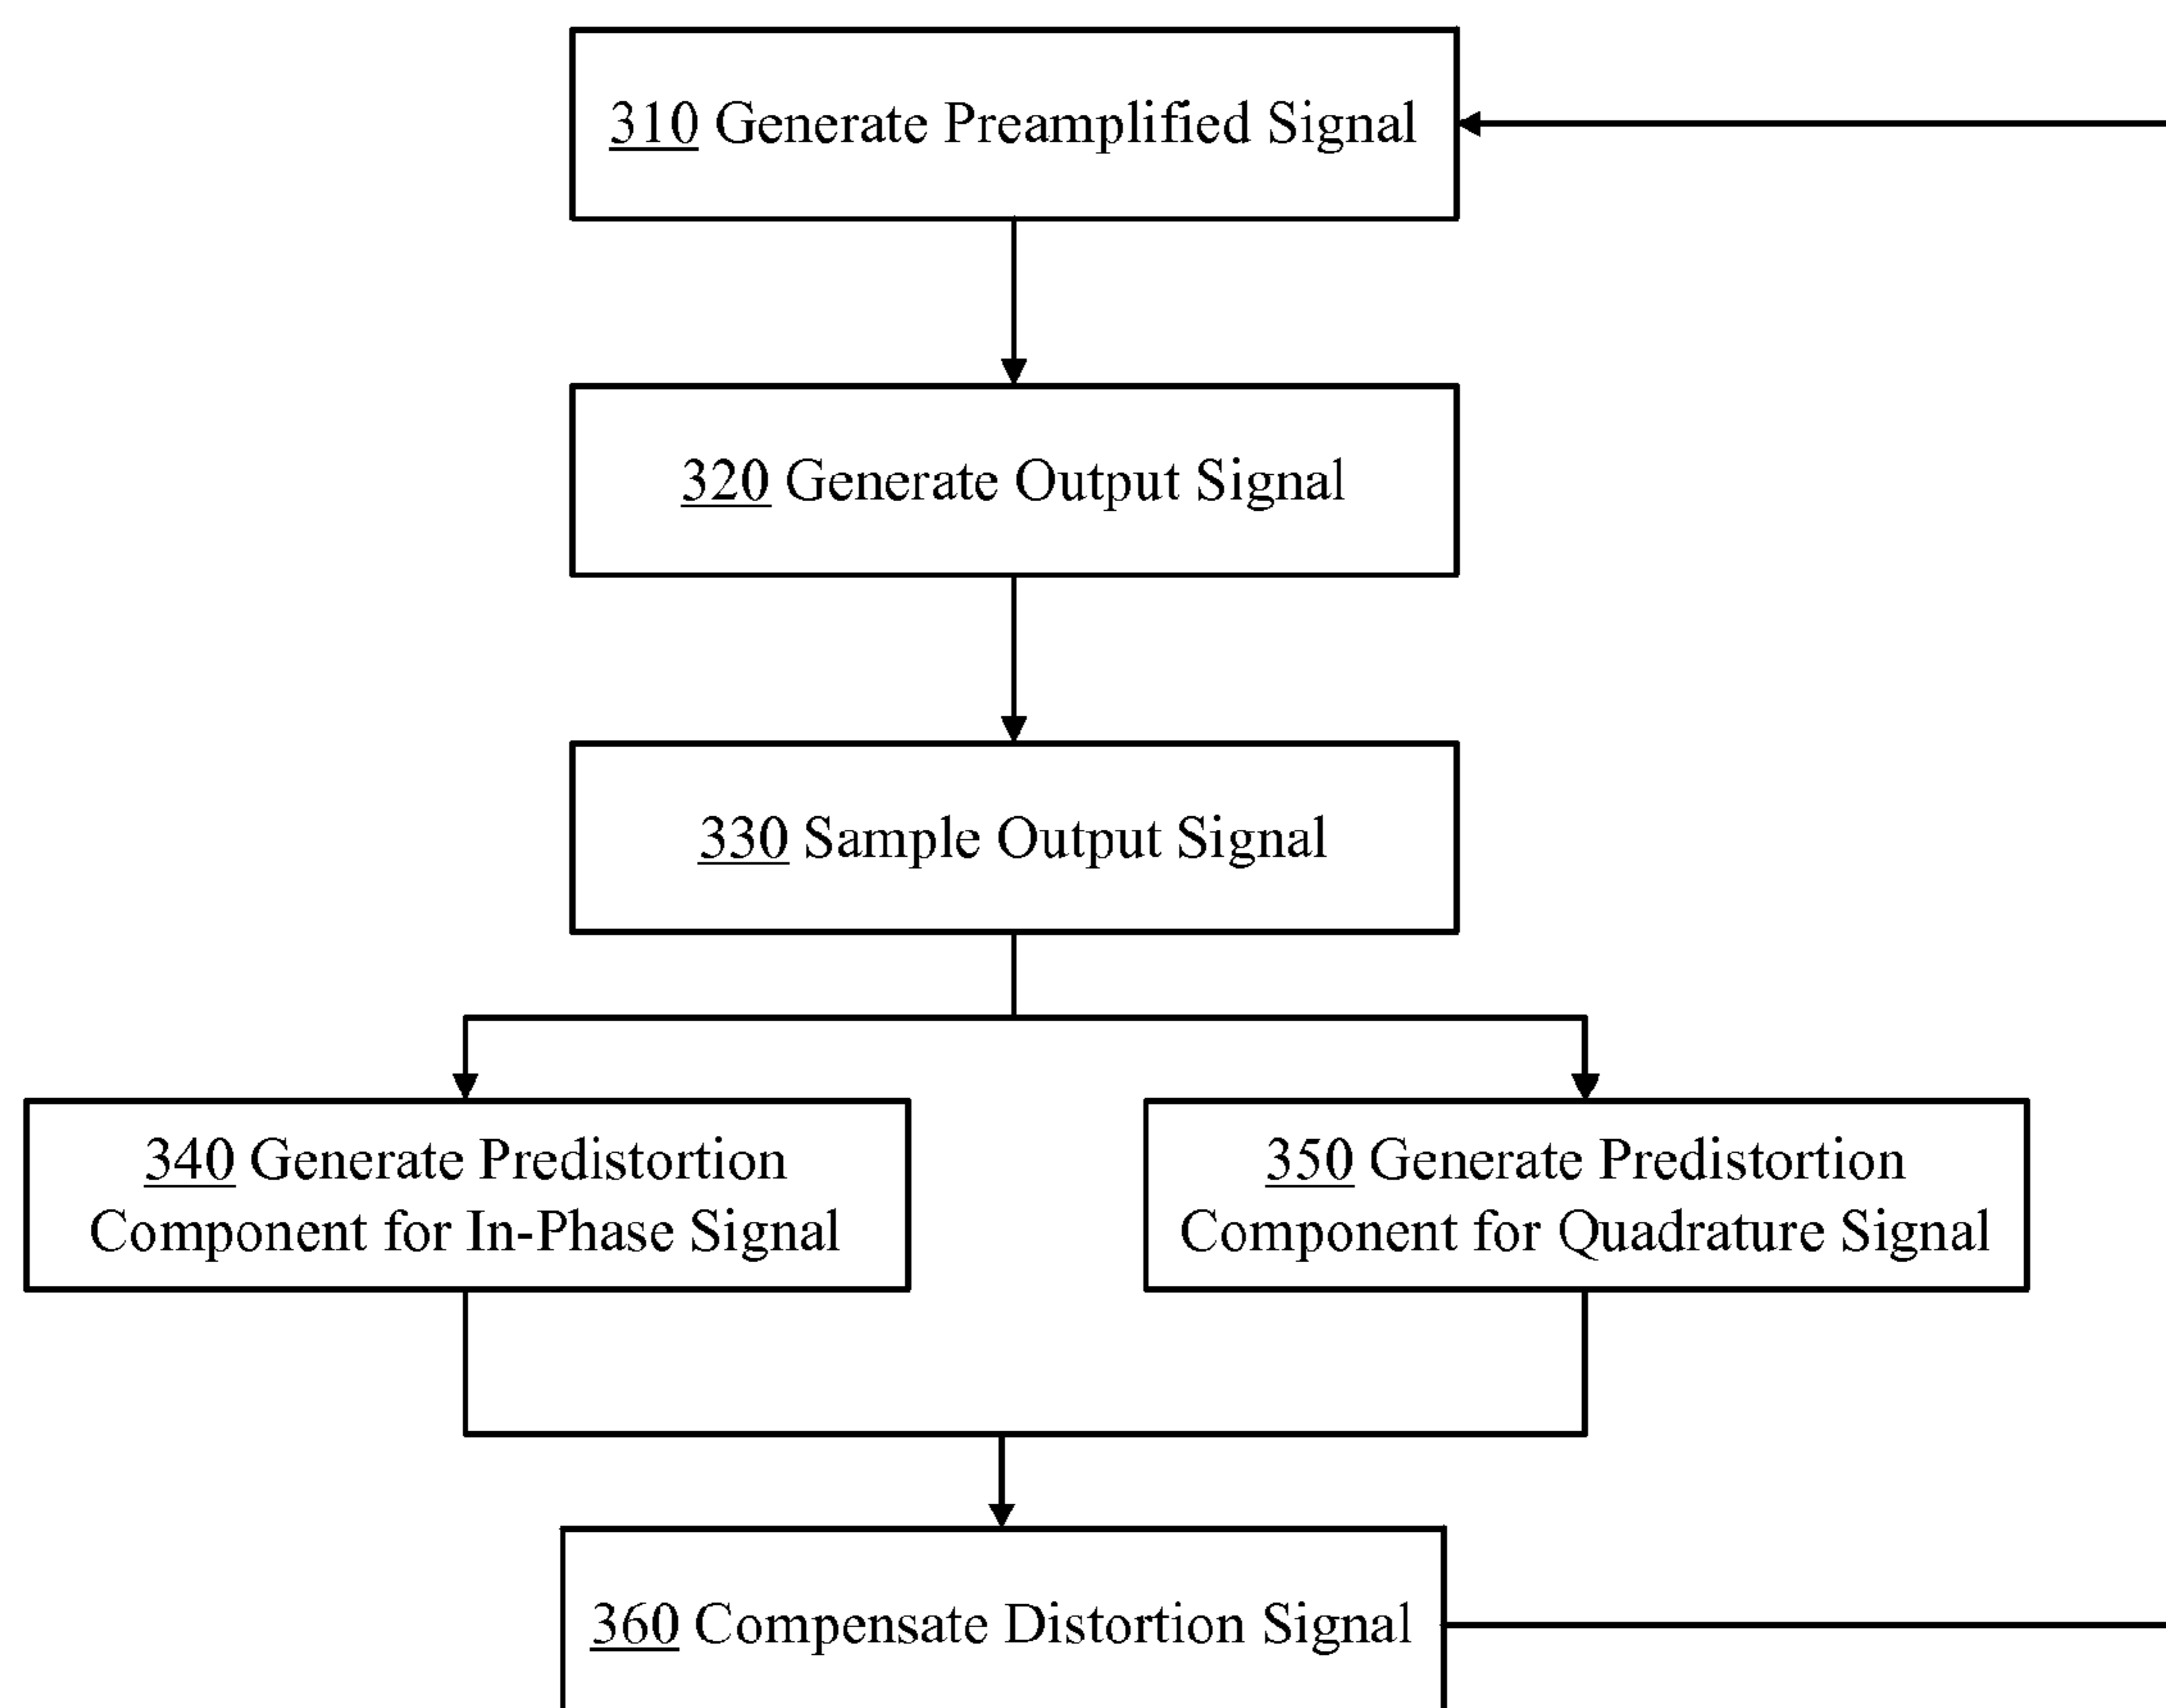 310 Generate Preamplified Signal
320 Generate Output Signal
330 Sample Output Signal
340 Generate Predistortion
Component for In-Phase Signal
350 Generate Predistortion
Component for Quadrature Signal
360 Compensate Distortion Signal